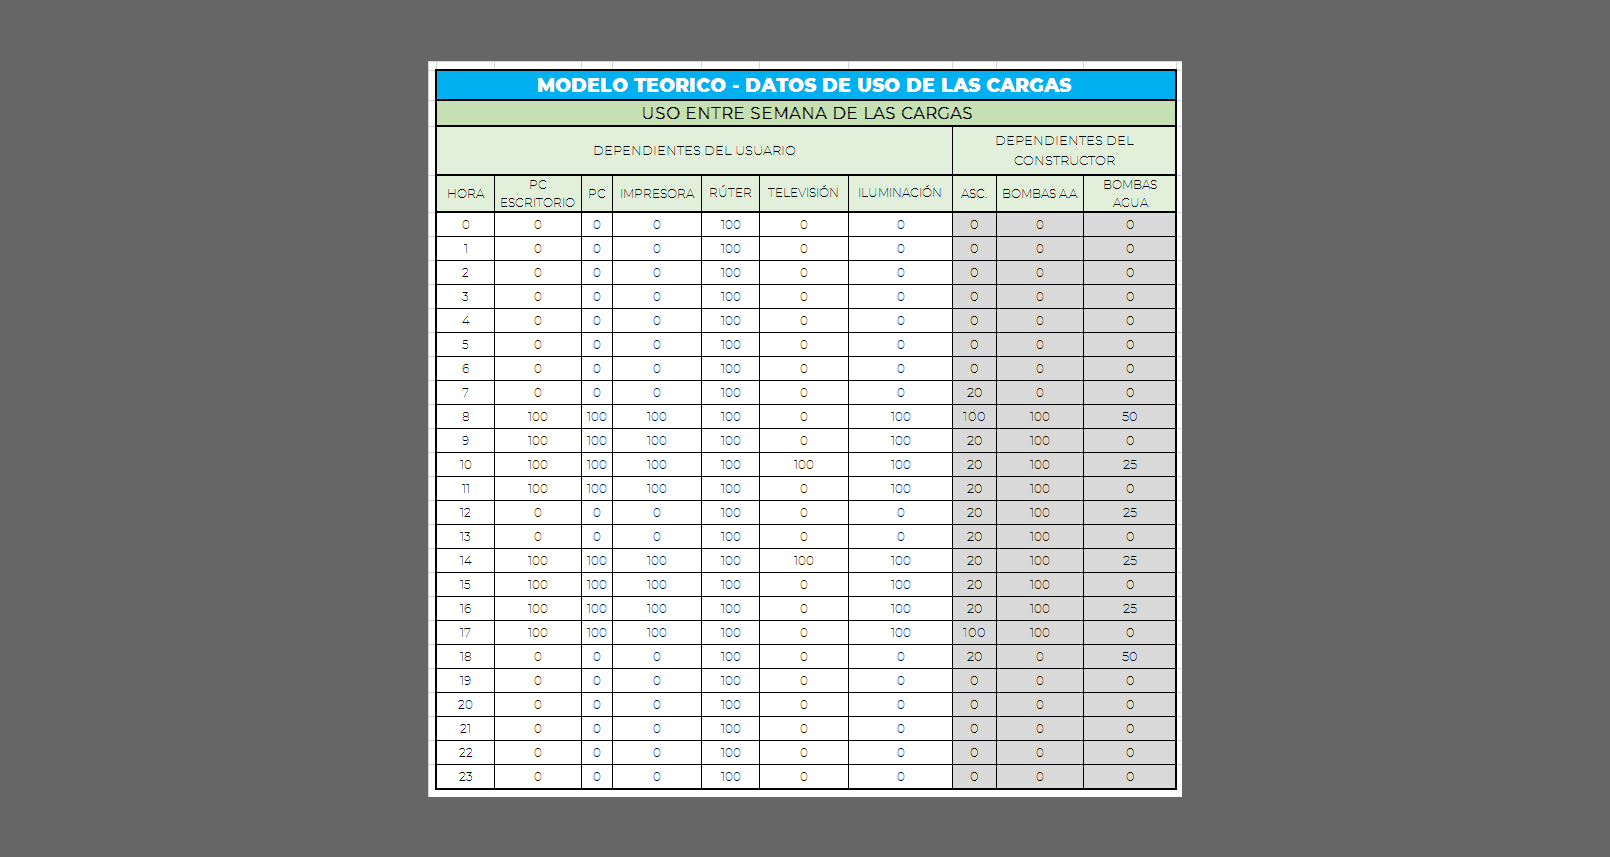 MODELO TEORICO - DATOS DE USO DE LAS CARGAS
USO ENTRE SEMANA DE LAS CARGAS
DEPENDIENTES DEL USUARIO
DEPENDIENTES DEL
CONSTRUCTOR
HORA PC ESCRITORIO PC IMPRESORA RÚTER TELEVISIÓN ILUMINACIÓN ASC. BOMBAS A.A BOMBAS AGUA
0 0 0 0 100 0 0 0 0 0
1 0 0 0 100 0 0 0 0 0
2 0 0 0 100 0 0 0 0 0
3 0 0 0 100 0 0 0 0 0
4 0 0 0 100 0 0 0 0 0
5 0 0 0 100 0 0 0 0 0
6 0 0 0 100 0 0 0 0 0
7 0 0 0 100 0 0 20 0 0
8 100 100 100 100 0 100 100 100 50
9 100 100 100 100 0 100 20 100 0
10 100 100 100 100 100 100 20 100 25
11 100 100 100 100 0 100 20 100 0
12 0 0 0 100 0 0 20 100 25
13 0 0 0 100 0 0 20 100 0
14 100 100 100 100 100 100 20 100 25
15 100 100 100 100 0 100 20 100 0
16 100 100 100 100 0 100 20 100 25
17 100 100 100 100 0 100 100 100 0
18 0 0 0 100 0 0 20 0 50
19 0 0 0 100 0 0 0 0 0
20 0 0 0 100 0 0 0 0 0
21 0 0 0 100 0 0 0 0 0
22 0 0 0 100 0 0 0 0 0
23 0 0 0 100 0 0 0 0 0